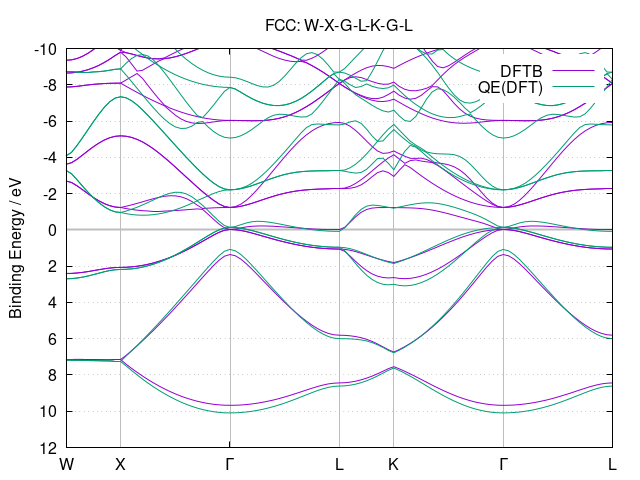 FCC: W-X-G-L-K-G-L
DFTB
QE(DFT)
Binding Energy / eV
-10
-8
-6
-4
-2
0
2
4
6
8
10
12
W X Γ L K Γ L